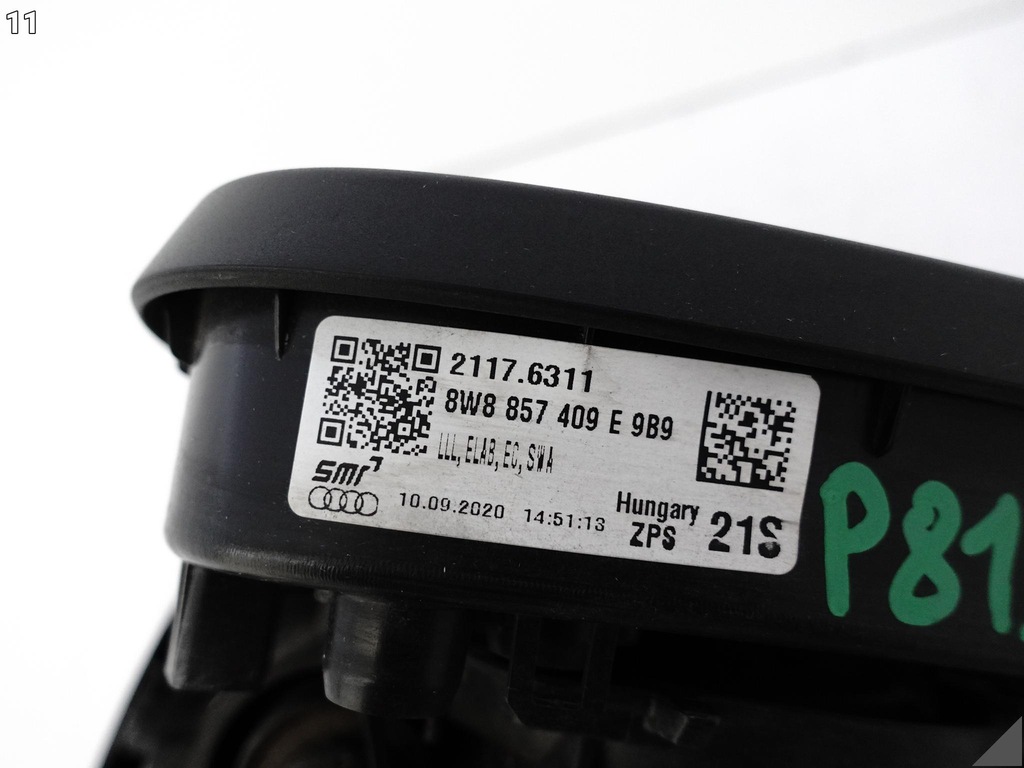 11
2117.6311
8W8 857 409 E 9B9
LLL, ELAB, EC, SWA
smr
10.09.2020 14:51:13
Hungary
ZPS 21S
P81